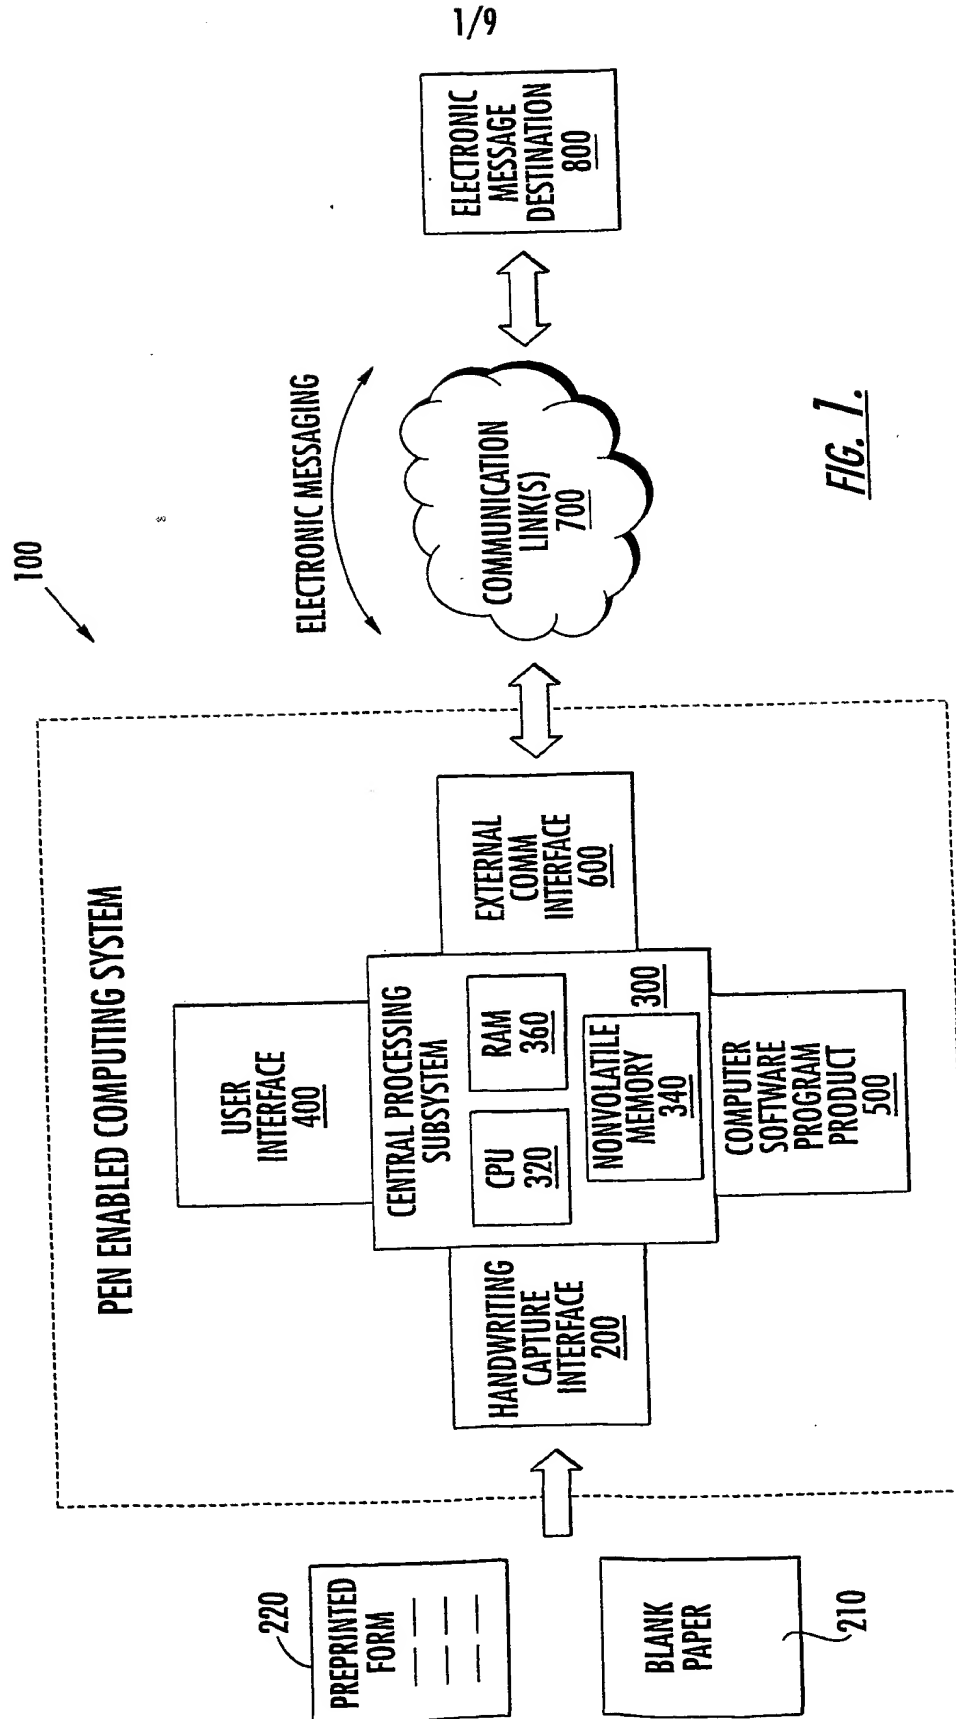 1/9
100
PEN ENABLED COMPUTING SYSTEM
ELECTRONIC MESSAGING
220
PREPRINTED
FORM
BLANK
PAPER
210
HANDWRITING
CAPTURE
INTERFACE
200
USER
INTERFACE
400
CENTRAL PROCESSING
SUBSYSTEM
CPU
320
RAM
360
NONVOLATILE
MEMORY
340
300
COMPUTER
SOFTWARE
PROGRAM
PRODUCT
500
EXTERNAL
COMM
INTERFACE
600
COMMUNICATION
LINK(S)
700
ELECTRONIC
MESSAGE
DESTINATION
800
FIG. 1.